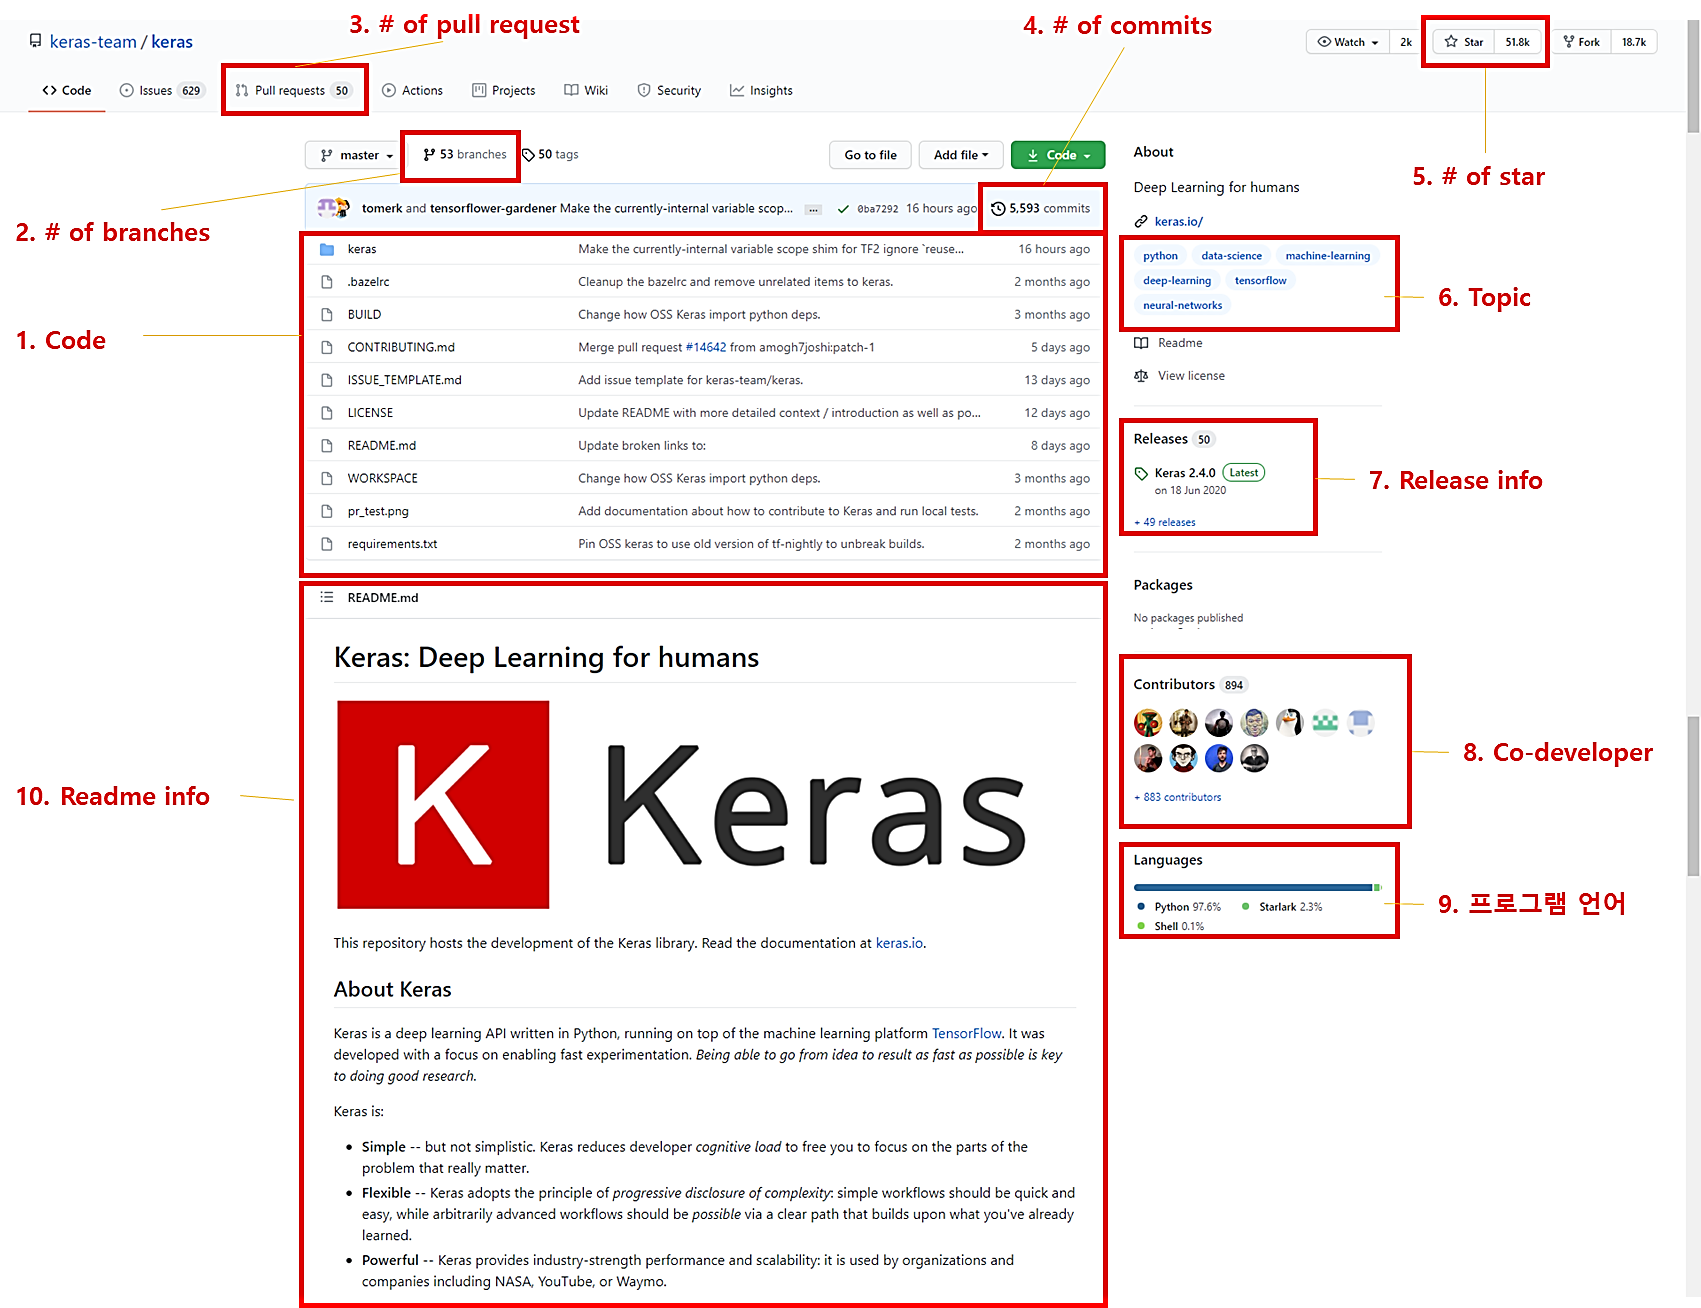 3. # of pull request
4. # of commits
keras-team / keras
Watch 2k
Star 51.8k
Fork 18.7k
Code
Issues 629
Pull requests 50
Actions
Projects
Wiki
Security
Insights
master
53 branches
50 tags
Go to file
Add file
Code
About
Deep Learning for humans
5. # of star
2. # of branches
tomerk and tensorflower-gardener Make the currently-internal variable scop... ... 0ba7292 16 hours ago
5,593 commits
keras.io/
keras Make the currently-internal variable scope shim for TF2 ignore `reuse... 16 hours ago
.bazelrc Cleanup the bazelrc and remove unrelated items to keras. 2 months ago
BUILD Change how OSS Keras import python deps. 3 months ago
CONTRIBUTING.md Merge pull request #14642 from amogh7joshi:patch-1 5 days ago
ISSUE_TEMPLATE.md Add issue template for keras-team/keras. 13 days ago
LICENSE Update README with more detailed context / introduction as well as po... 12 days ago
README.md Update broken links to: 8 days ago
WORKSPACE Change how OSS Keras import python deps. 3 months ago
pr_test.png Add documentation about how to contribute to Keras and run local tests. 2 months ago
requirements.txt Pin OSS keras to use old version of tf-nightly to unbreak builds. 2 months ago
1. Code
python data-science machine-learning
deep-learning tensorflow
neural-networks
6. Topic
Readme
View license
Releases 50
Keras 2.4.0 Latest
on 18 Jun 2020
+ 49 releases
7. Release info
Packages
No packages published
Contributors 894
+ 883 contributors
8. Co-developer
Languages
Python 97.6% Starlark 2.3%
Shell 0.1%
9. 프로그램 언어
10. Readme info
README.md
Keras: Deep Learning for humans
K Keras
This repository hosts the development of the Keras library. Read the documentation at keras.io.
About Keras
Keras is a deep learning API written in Python, running on top of the machine learning platform TensorFlow. It was
developed with a focus on enabling fast experimentation. Being able to go from idea to result as fast as possible is key
to doing good research.
Keras is:
• Simple -- but not simplistic. Keras reduces developer cognitive load to free you to focus on the parts of the
problem that really matter.
• Flexible -- Keras adopts the principle of progressive disclosure of complexity: simple workflows should be quick and
easy, while arbitrarily advanced workflows should be possible via a clear path that builds upon what you've already
learned.
• Powerful -- Keras provides industry-strength performance and scalability: it is used by organizations and
companies including NASA, YouTube, or Waymo.